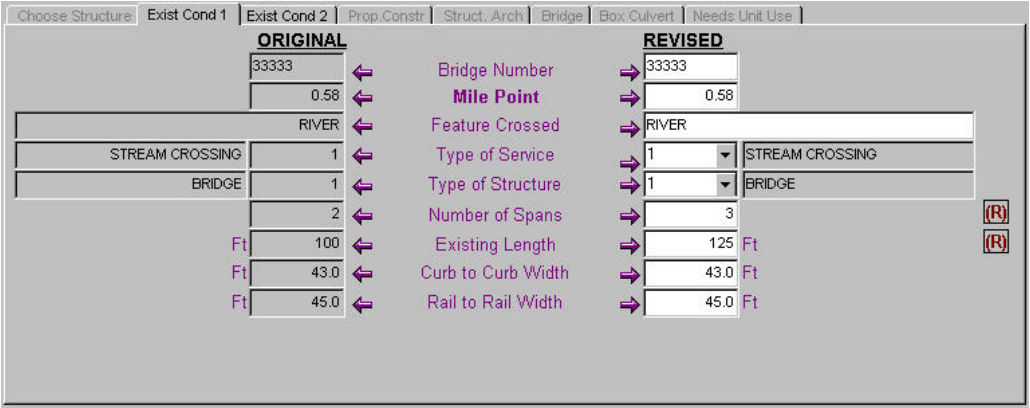 Choose Structure Exist Cond 1 Exist Cond 2 Prop.Constr Struct. Arch Bridge Box Culvert Needs Unit Use
ORIGINAL REVISED
33333 Bridge Number 33333
0.58 Mile Point 0.58
RIVER Feature Crossed RIVER
STREAM CROSSING 1 Type of Service 1 STREAM CROSSING
BRIDGE 1 Type of Structure 1 BRIDGE
2 Number of Spans 3 (R)
Ft 100 Existing Length 125 Ft (R)
Ft 43.0 Curb to Curb Width 43.0 Ft
Ft 45.0 Rail to Rail Width 45.0 Ft